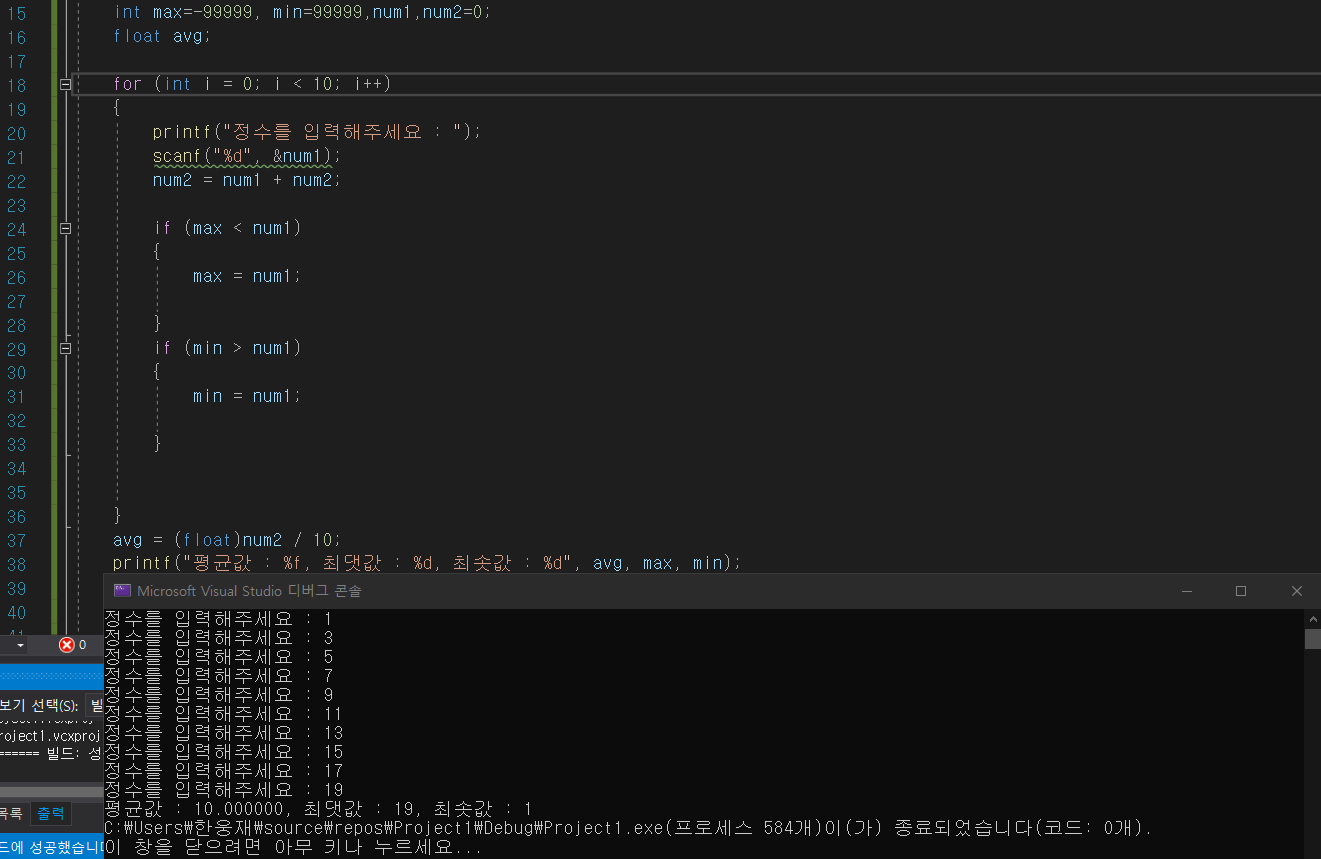 15 int max=-99999, min=99999,num1,num2=0;
16 float avg;
17
18 for (int i = 0; i < 10; i++)
19 {
20 printf("정수를 입력해주세요 : ");
21 scanf("%d", &num1);
22 num2 = num1 + num2;
23
24 if (max < num1)
25 {
26 max = num1;
27
28 }
29 if (min > num1)
30 {
31 min = num1;
32
33 }
34
35
36 }
37 avg = (float)num2 / 10;
38 printf("평균값 : %f, 최댓값 : %d, 최솟값 : %d", avg, max, min);
39
40
Microsoft Visual Studio 디버그 콘솔
정수를 입력해주세요 : 1
정수를 입력해주세요 : 3
정수를 입력해주세요 : 5
정수를 입력해주세요 : 7
정수를 입력해주세요 : 9
정수를 입력해주세요 : 11
정수를 입력해주세요 : 13
정수를 입력해주세요 : 15
정수를 입력해주세요 : 17
정수를 입력해주세요 : 19
평균값 : 10.000000, 최댓값 : 19, 최솟값 : 1
C:₩Users₩한웅재₩source₩repos₩Project1₩Debug₩Project1.exe(프로세스 584개)이(가) 종료되었습니다(코드: 0개).
이 창을 닫으려면 아무 키나 누르세요...
0
보기 선택(S): 빌
roject1.vcxproj
====== 빌드: 성
목록 출력
드에 성공했습니다